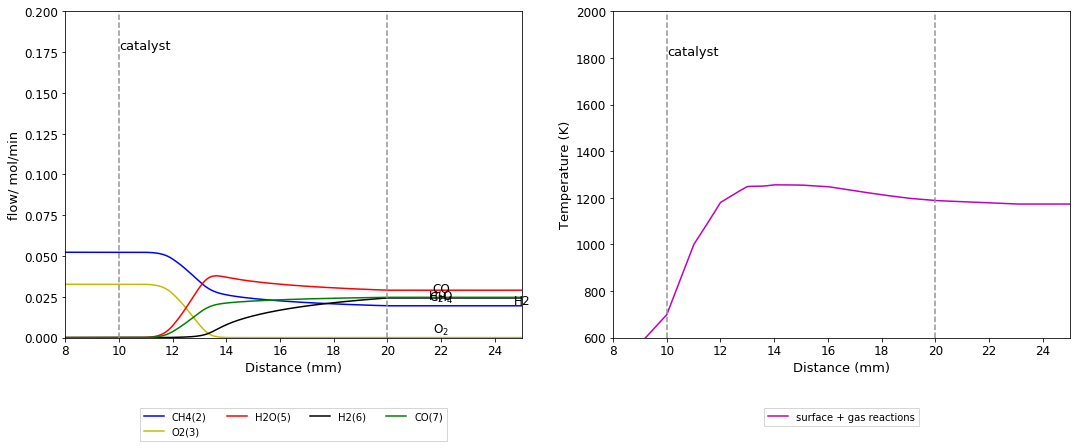 0.200
0.175
0.150
0.125
0.100
0.075
0.050
0.025
0.000
flow/ mol/min
catalyst
CO
H2
O2
8 10 12 14 16 18 20 22 24
Distance (mm)
CH4(2) H2O(5) H2(6) CO(7)
O2(3)
2000
1800
1600
1400
1200
1000
800
600
Temperature (K)
catalyst
8 10 12 14 16 18 20 22 24
Distance (mm)
surface + gas reactions